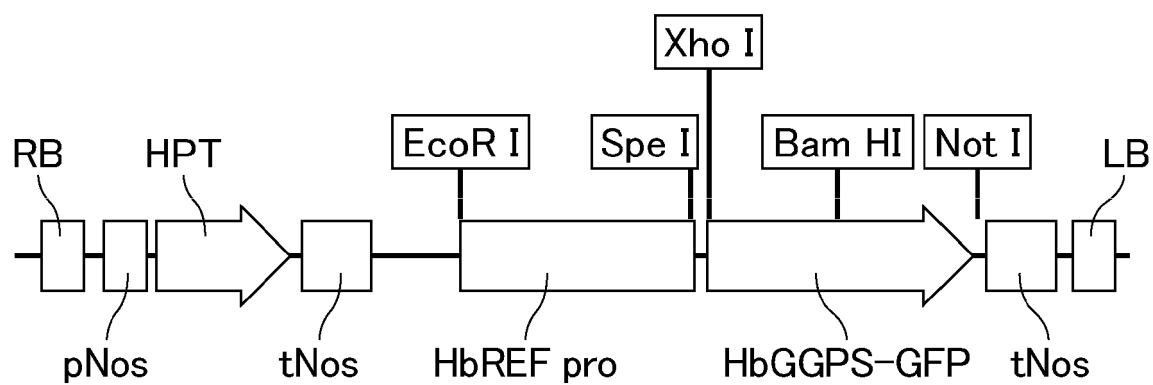 Xho I
EcoR I Spe I Bam HI Not I
RB HPT LB
pNos tNos HbREF pro HbGGPS-GFP tNos